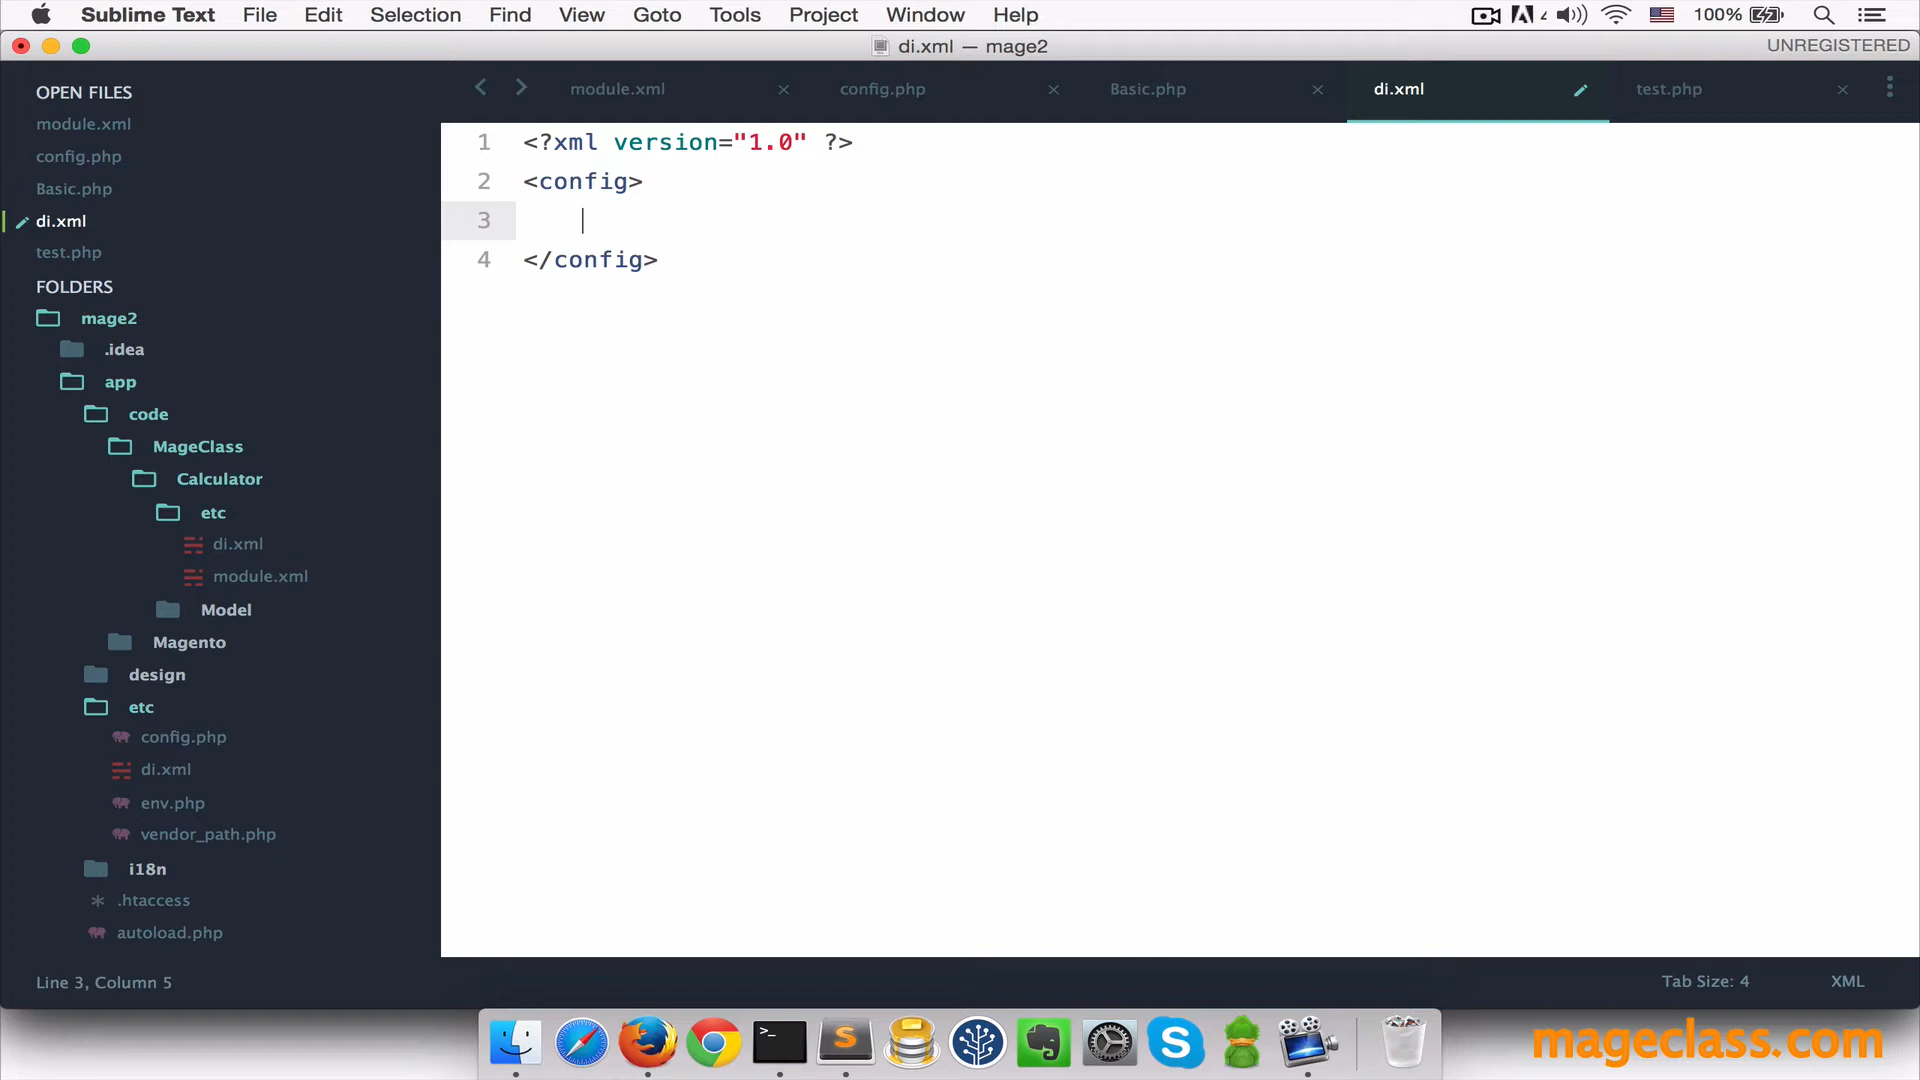 Sublime Text File Edit Selection Find View Goto Tools Project Window Help 4 100%
di.xml — mage2 UNREGISTERED
OPEN FILES
module.xml
config.php
Basic.php
di.xml
test.php
FOLDERS
mage2
.idea
app
code
MageClass
Calculator
etc
di.xml
module.xml
Model
Magento
design
etc
config.php
di.xml
env.php
vendor_path.php
i18n
.htaccess
autoload.php
module.xml config.php Basic.php di.xml test.php
1 <?xml version="1.0" ?>
2 <config>
3
4 </config>
Line 3, Column 5 Tab Size: 4 XML
mageclass.com